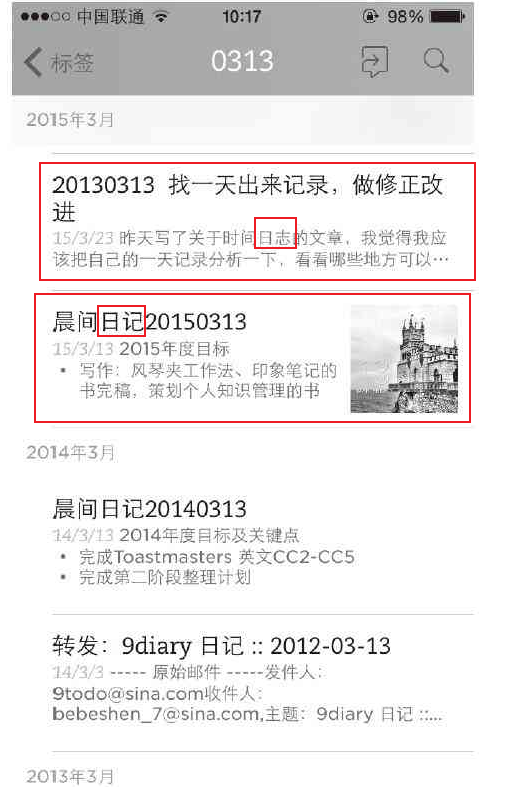 中国联通 10:17 98%
标签 0313
2015年3月
20130313 找一天出来记录，做修正改
进
15/3/23 昨天写了关于时间日志的文章，我觉得我应
该把自己的一天记录分析一下，看看哪些地方可以…
晨间日记20150313
15/3/13 2015年度目标
• 写作：风琴夹工作法、印象笔记的
书完稿，策划个人知识管理的书
2014年3月
晨间日记20140313
14/3/13 2014年度目标及关键点
• 完成Toastmasters 英文CC2-CC5
• 完成第二阶段整理计划
转发：9diary 日记 :: 2012-03-13
14/3/3 ----- 原始邮件 -----发件人：
9todo@sina.com收件人：
bebeshen_7@sina.com,主题：9diary 日记 ::...
2013年3月